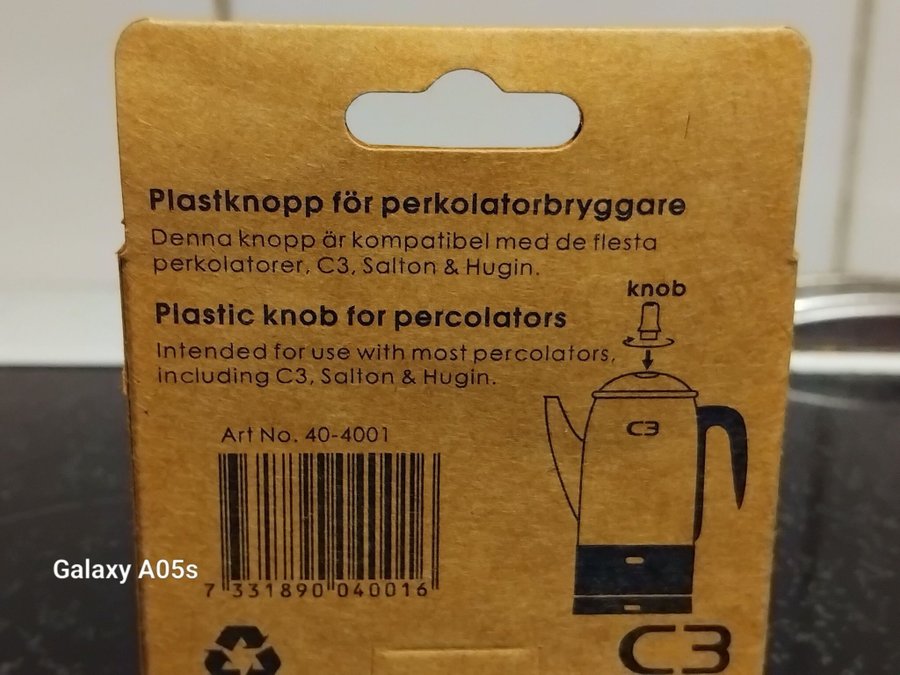 Plastknopp för perkolatorbryggare
Denna knopp är kompatibel med de flesta
perkolatorer, C3, Salton & Hugin.
knob
Plastic knob for percolators
Intended for use with most percolators,
including C3, Salton & Hugin.
C3
Art No. 40-4001
7 331890 040016
Galaxy A05s
C3